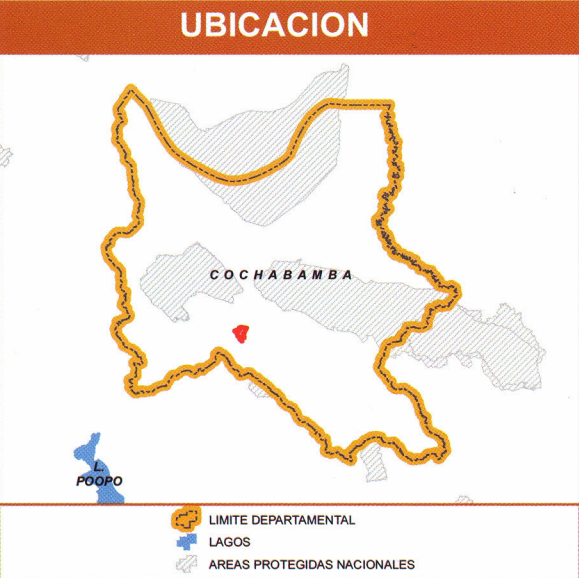 UBICACION
COCHABAMBA
L.
POOPO
LIMITE DEPARTAMENTAL
LAGOS
AREAS PROTEGIDAS NACIONALES